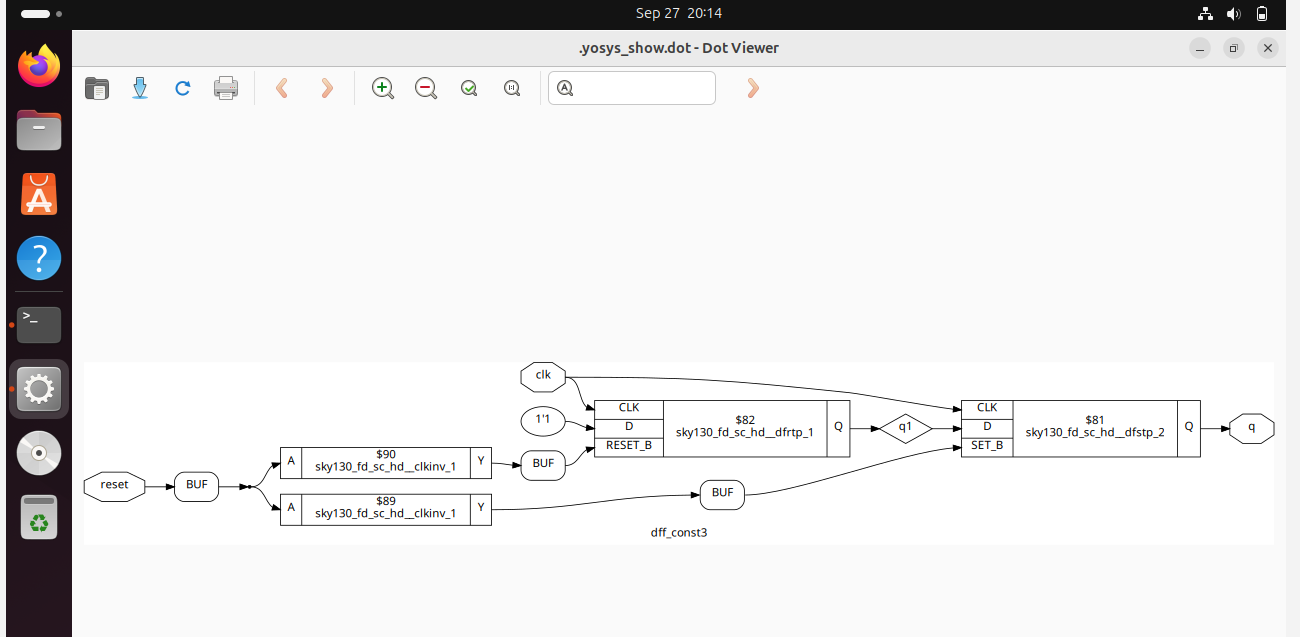 Sep 27 20:14
.yosys_show.dot - Dot Viewer
clk
1'1
CLK
D
RESET_B
$82
sky130_fd_sc_hd__dfrtp_1
Q
q1
CLK
D
SET_B
$81
sky130_fd_sc_hd__dfstp_2
Q
q
reset
BUF
A
$90
sky130_fd_sc_hd__clkinv_1
Y
BUF
A
$89
sky130_fd_sc_hd__clkinv_1
Y
BUF
dff_const3